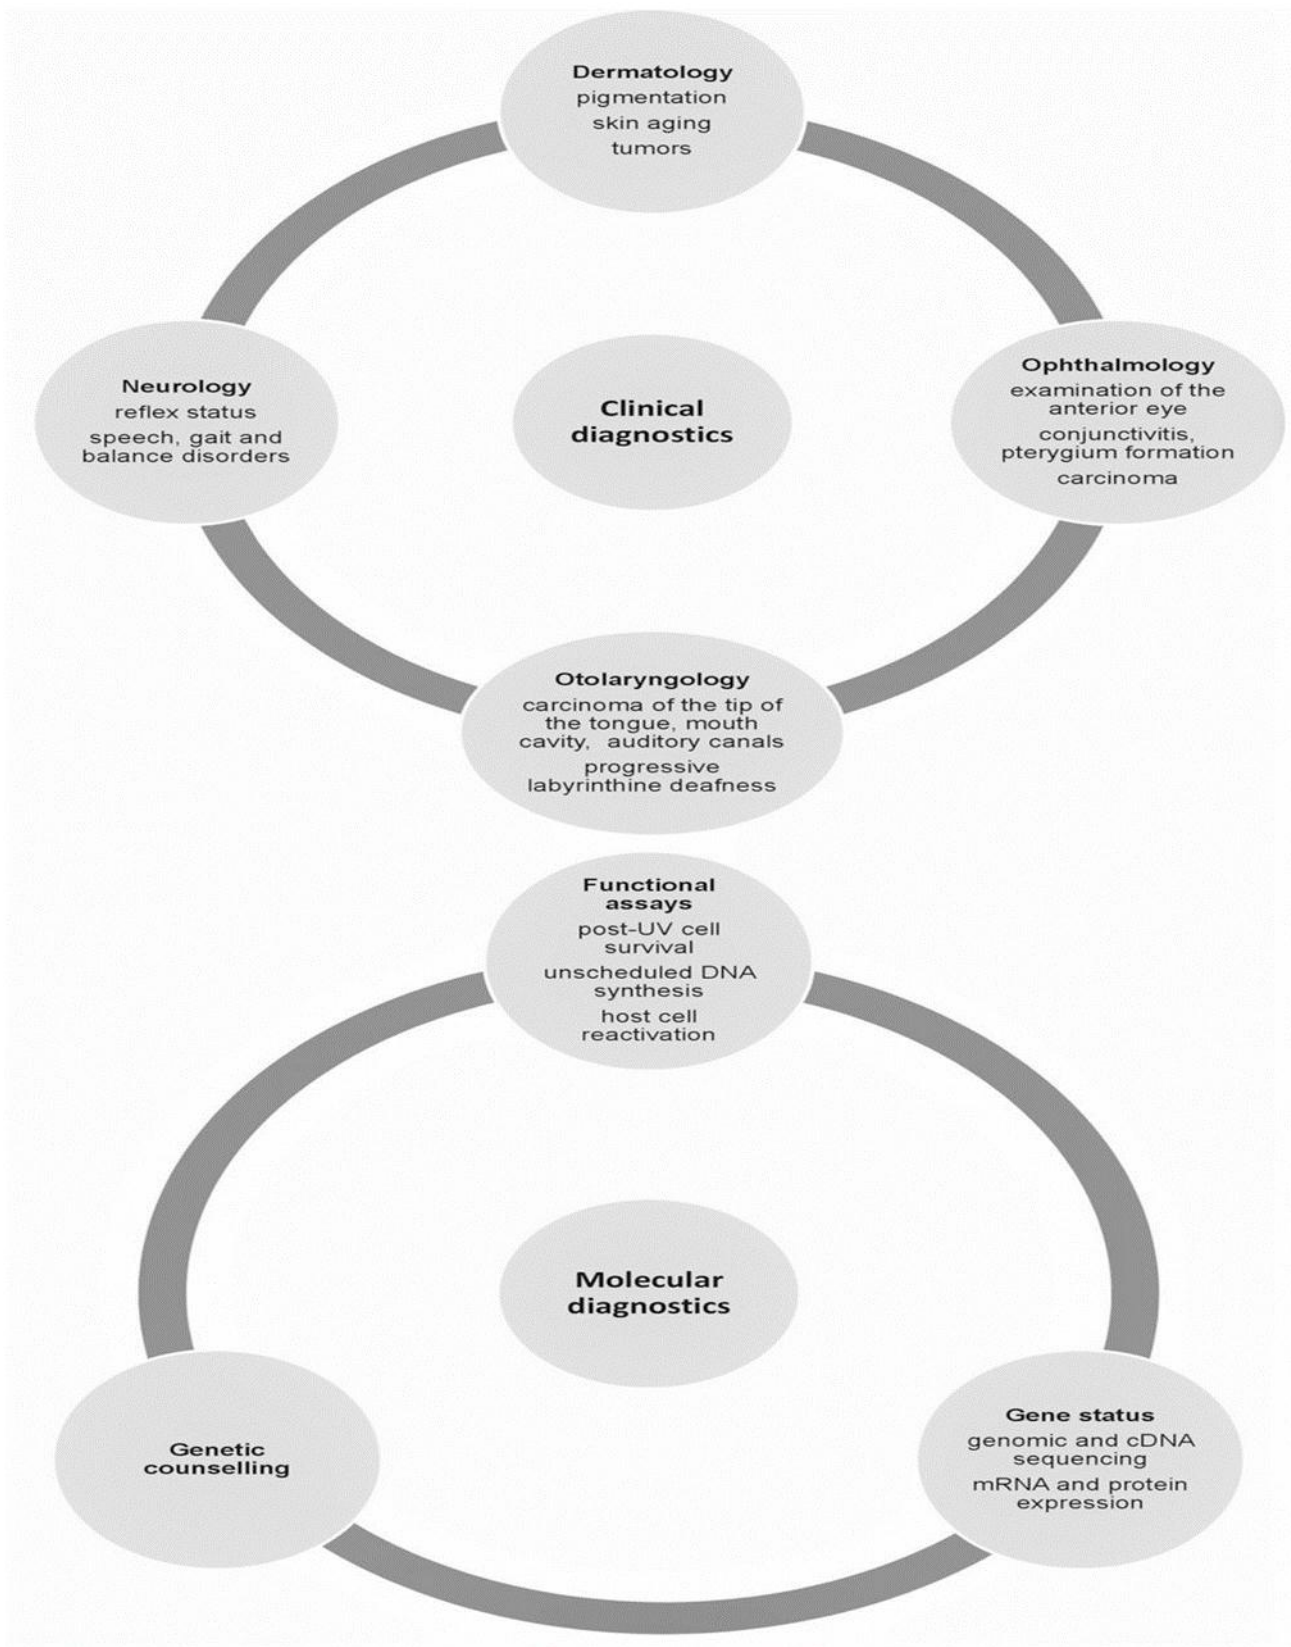 Dermatology
pigmentation
skin aging
tumors
Neurology
reflex status
speech, gait and
balance disorders
Clinical
diagnostics
Ophthalmology
examination of the
anterior eye
conjunctivitis,
pterygium formation
carcinoma
Otolaryngology
carcinoma of the tip of
the tongue, mouth
cavity, auditory canals
progressive
labyrinthine deafness
Functional
assays
post-UV cell
survival
unscheduled DNA
synthesis
host cell
reactivation
Molecular
diagnostics
Genetic
counselling
Gene status
genomic and cDNA
sequencing
mRNA and protein
expression